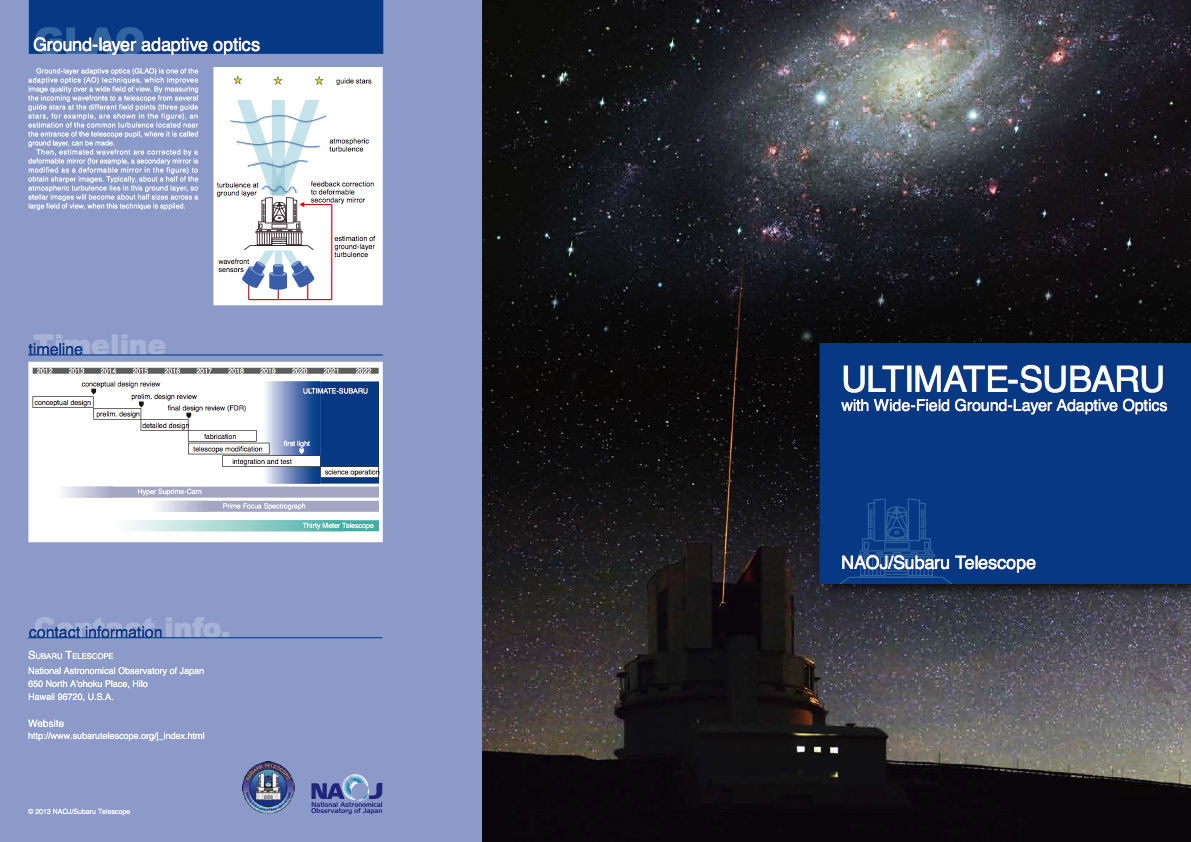 GLAO
Ground-layer adaptive optics
Ground-layer adaptive optics (GLAO) is one of the
adaptive optics (AO) techniques, which improves
image quality over a wide field of view. By measuring
the incoming wavefronts to a telescope from several
guide stars at the different field points (three guide
stars, for example, are shown in the figure), an
estimation of the common turbulence located near
the entrance of the telescope pupil, where it is called
ground layer, can be made.
Then, estimated wavefront are corrected by a
deformable mirror (for example, a secondary mirror is
modified as a deformable mirror in the figure) to
obtain sharper images. Typically, about a half of the
atmospheric turbulence lies in this ground layer, so
stellar images will become about half sizes across a
large field of view, when this technique is applied.
guide stars
atmospheric
turbulence
turbulence at
ground layer
feedback correction
to deformable
secondary mirror
estimation of
ground-layer
turbulence
wavefront
sensors
Timeline
timeline
2012 2013 2014 2015 2016 2017 2018 2019 2020 2021 2022
conceptual design review
ULTIMATE-SUBARU
prelim. design review
conceptual design
final design review (FDR)
prelim. design
detailed design
fabrication
first light
telescope modification
integration and test
science operation
Hyper Suprime-Cam
Prime Focus Spectrograph
Thirty Meter Telescope
Contact info.
contact information
SUBARU TELESCOPE
National Astronomical Observatory of Japan
650 North A'ohoku Place, Hilo
Hawaii 96720, U.S.A.
Website
http://www.subarutelescope.org/j_index.html
SUBARU TELESCOPE
NAOJ
National Astronomical
Observatory of Japan
© 2013 NAOJ/Subaru Telescope
ULTIMATE-SUBARU
with Wide-Field Ground-Layer Adaptive Optics
NAOJ/Subaru Telescope